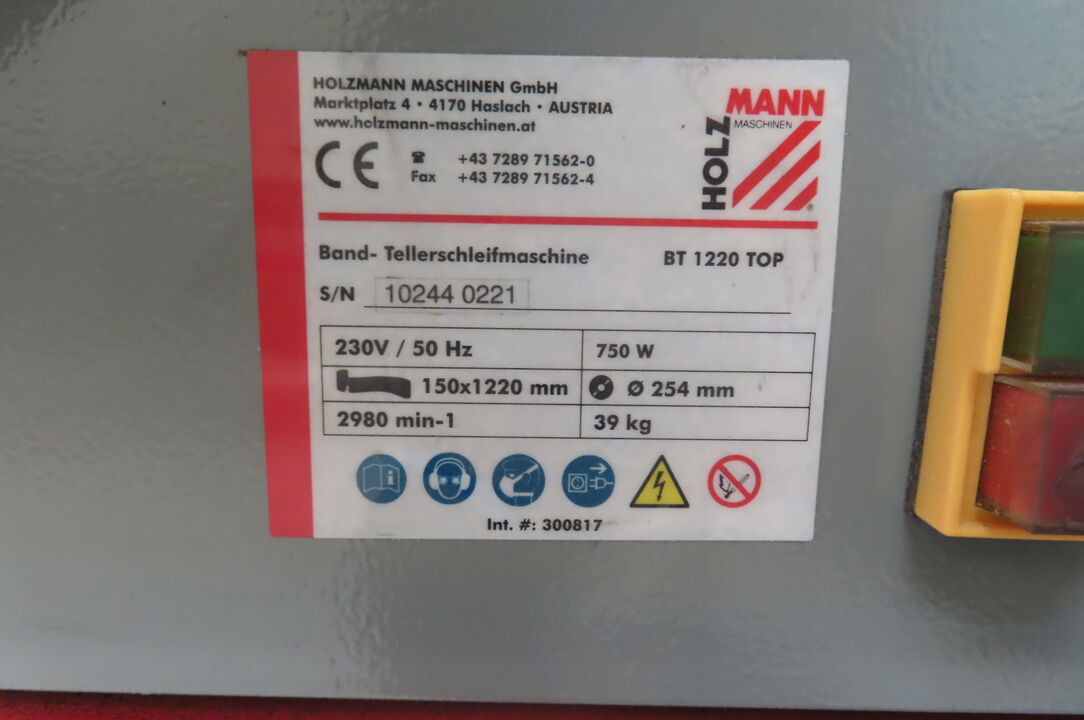 HOLZMANN MASCHINEN GmbH
Marktplatz 4 • 4170 Haslach • AUSTRIA
www.holzmann-maschinen.at
CE
☎ +43 7289 71562-0
Fax +43 7289 71562-4
HOLZ
MANN
MASCHINEN
®
Band- Tellerschleifmaschine BT 1220 TOP
S/N 10244 0221
230V / 50 Hz 750 W
150x1220 mm Ø 254 mm
2980 min-1 39 kg
Int. #: 300817